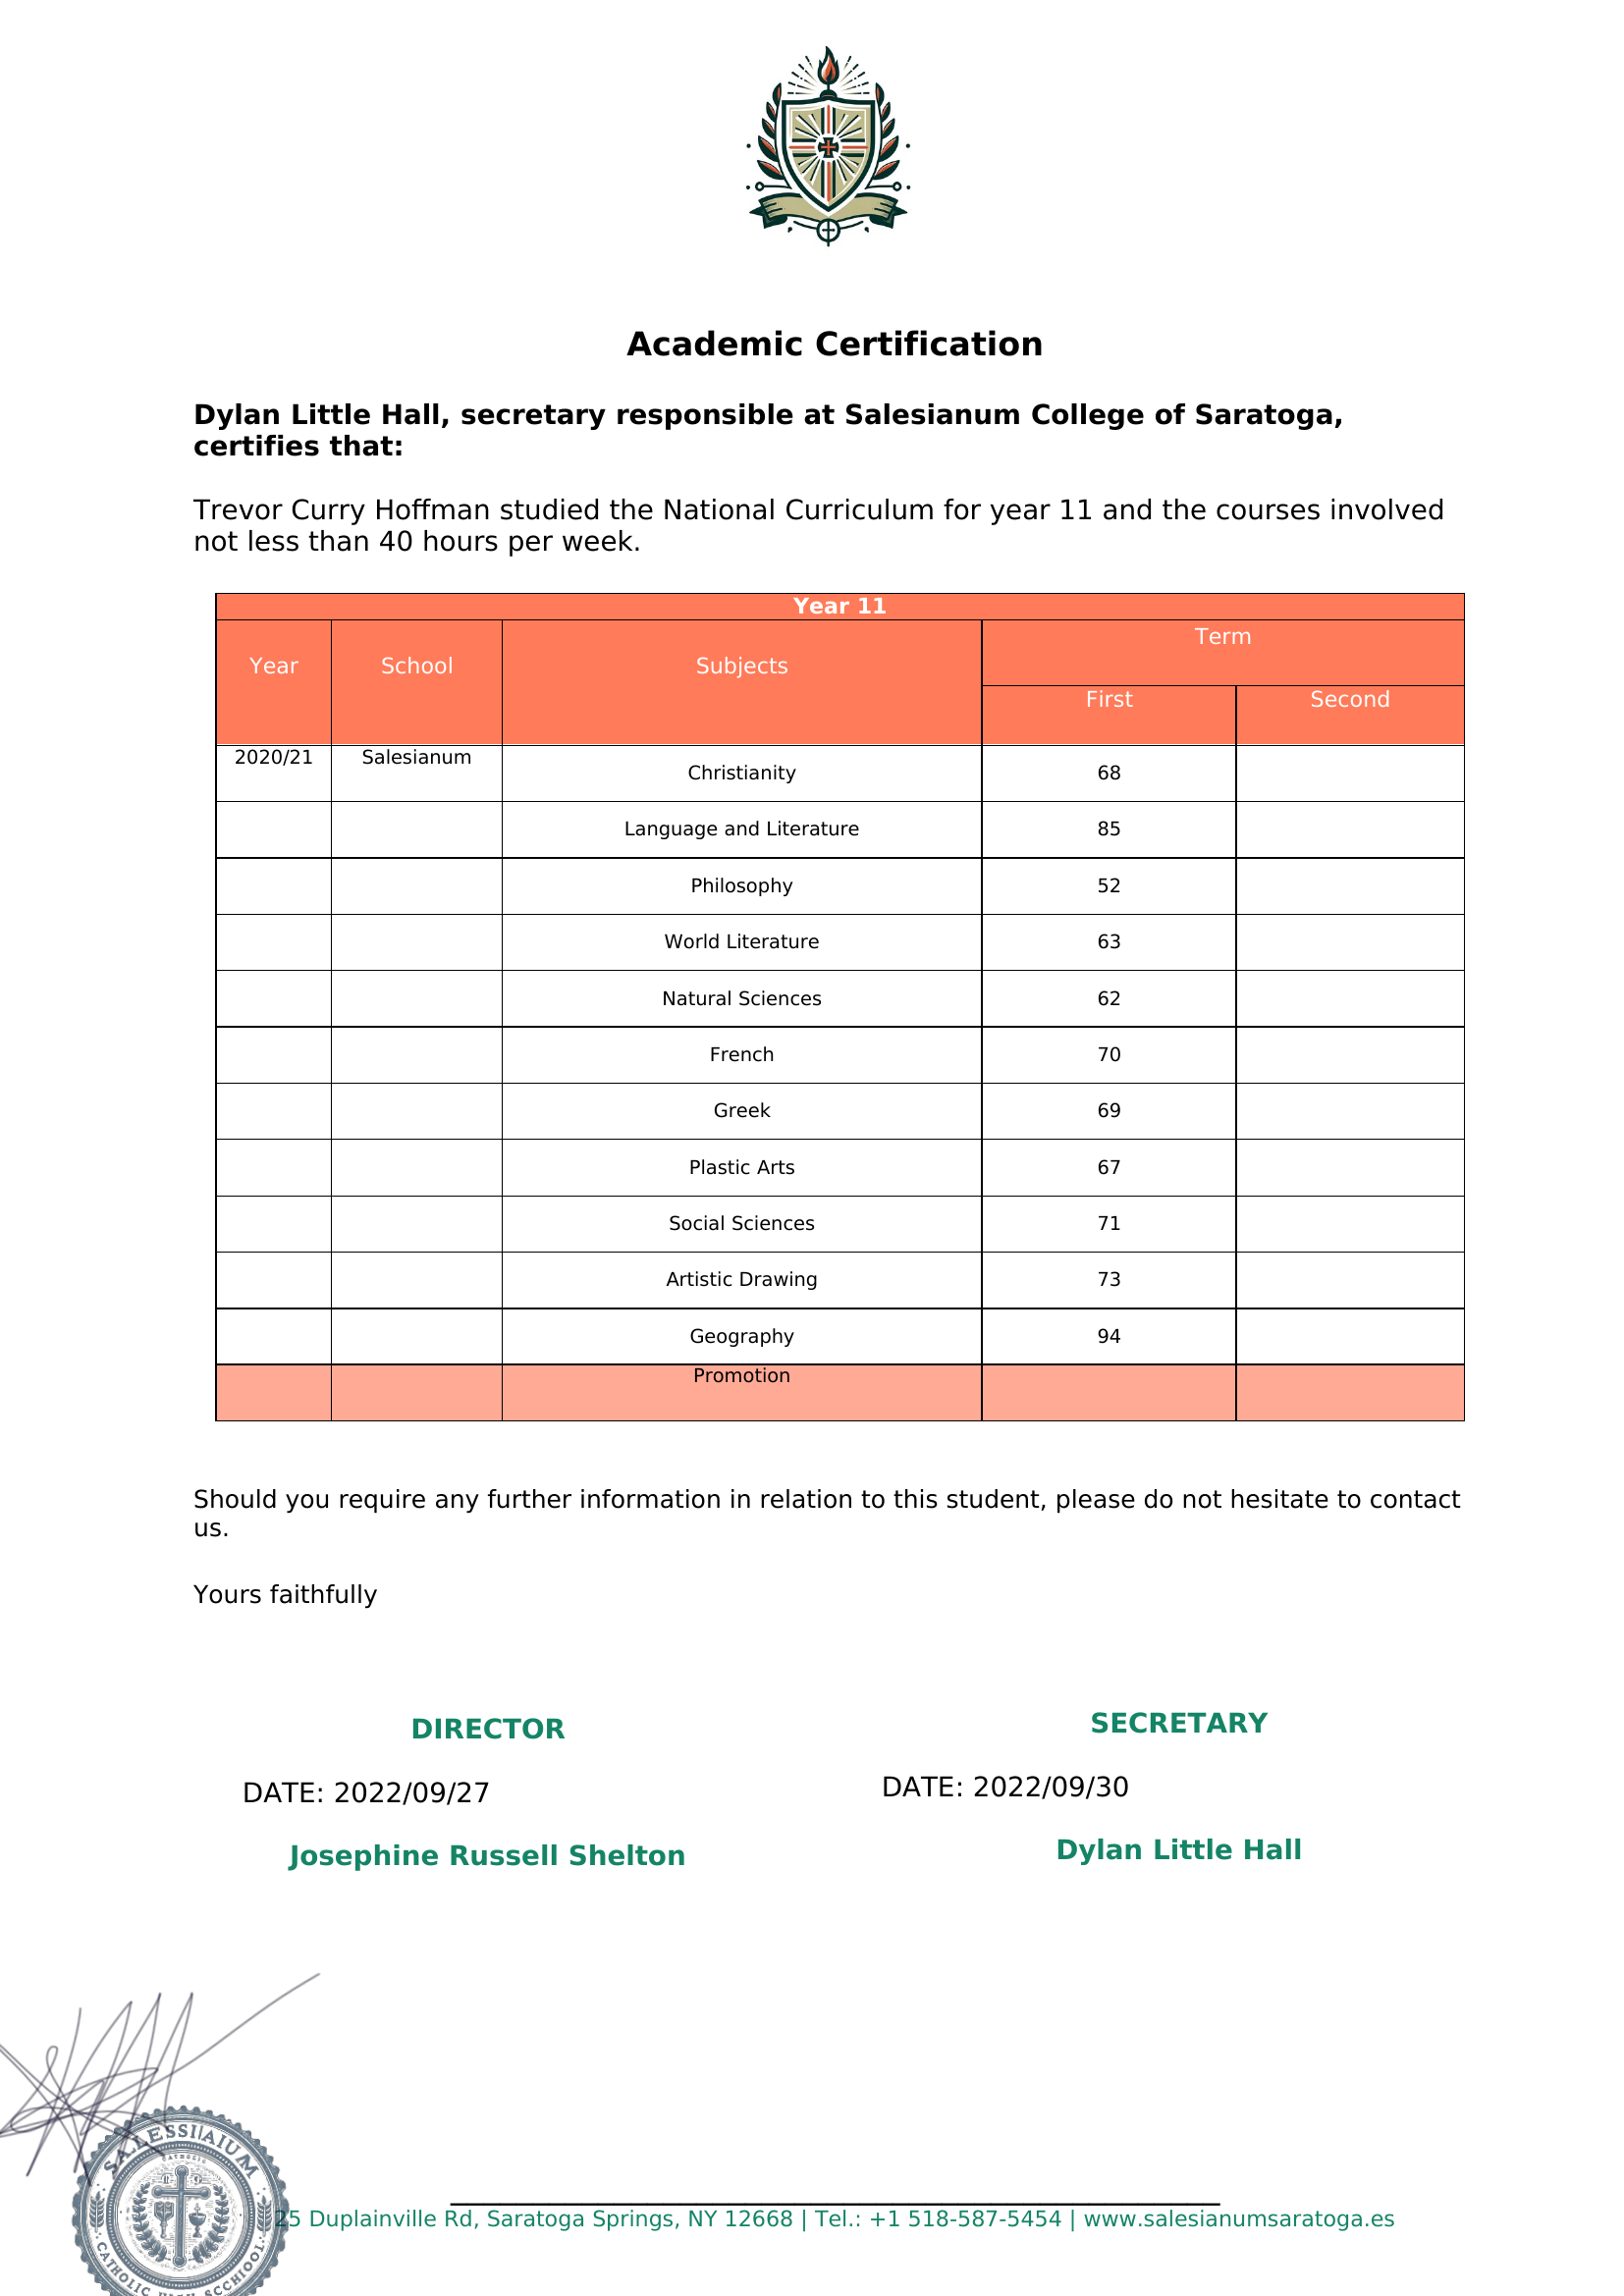 Academic Certification
Dylan Little Hall, secretary responsible at Salesianum College of Saratoga,
certifies that:
Trevor Curry Hoffman studied the National Curriculum for year 11 and the courses involved
not less than 40 hours per week.
Year 11
Year School Subjects Term
First Second
2020/21 Salesianum Christianity 68
Language and Literature 85
Philosophy 52
World Literature 63
Natural Sciences 62
French 70
Greek 69
Plastic Arts 67
Social Sciences 71
Artistic Drawing 73
Geography 94
Promotion
Should you require any further information in relation to this student, please do not hesitate to contact
us.
Yours faithfully
DIRECTOR
DATE: 2022/09/27
Josephine Russell Shelton
SECRETARY
DATE: 2022/09/30
Dylan Little Hall
CATHOLIC
25 Duplainville Rd, Saratoga Springs, NY 12668 | Tel.: +1 518-587-5454 | www.salesianumsaratoga.es